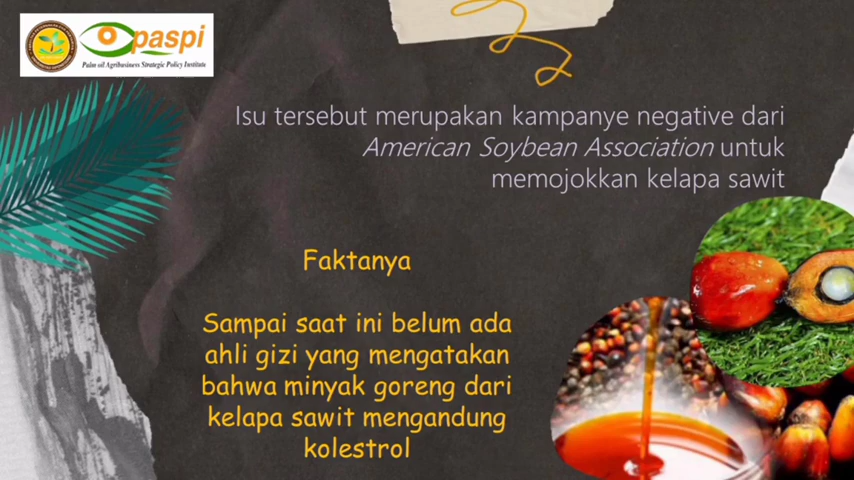 paspi
Palm oil Agribusiness Strategic Policy Institute
Isu tersebut merupakan kampanye negative dari
American Soybean Association untuk
memojokkan kelapa sawit
Faktanya
Sampai saat ini belum ada
ahli gizi yang mengatakan
bahwa minyak goreng dari
kelapa sawit mengandung
kolestrol